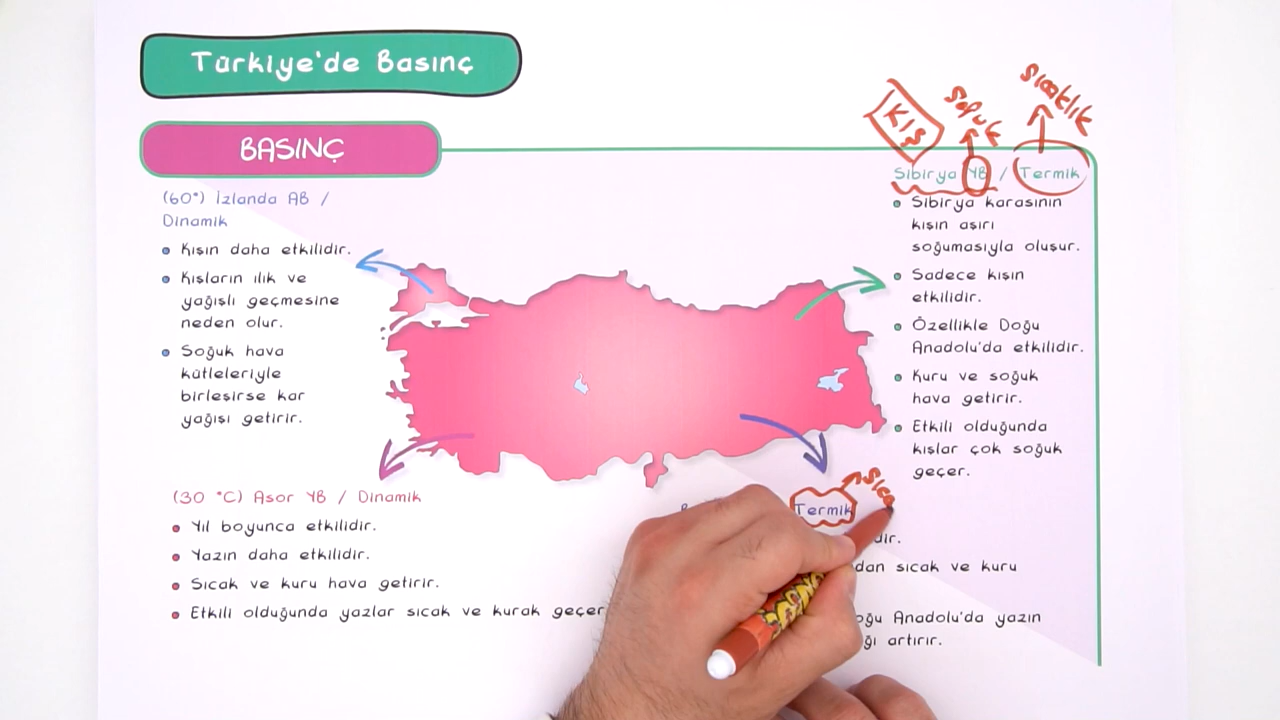 Türkiye'de Basınç
BASINÇ
(60°) İzlanda AB /
Dinamik
Kışın daha etkilidir.
Kışların ılık ve
yağışlı geçmesine
neden olur.
Soğuk hava
kütleleriyle
birleşirse kar
yağışı getirir.
KIŞ
soğuk
sıcaklık
Sibirya YB / Termik
Sibirya karasının
kışın aşırı
soğumasıyla oluşur.
Sadece kışın
etkilidir.
Özellikle Doğu
Anadolu'da etkilidir.
Kuru ve soğuk
hava getirir.
Etkili olduğunda
kışlar çok soğuk
geçer.
(30 °C) Asor YB / Dinamik
Yıl boyunca etkilidir.
Yazın daha etkilidir.
Sıcak ve kuru hava getirir.
Etkili olduğunda yazlar sıcak ve kurak geçer
Termik
sıca
dir.
dan sıcak ve kuru
Anadolu'da yazın
artırır.